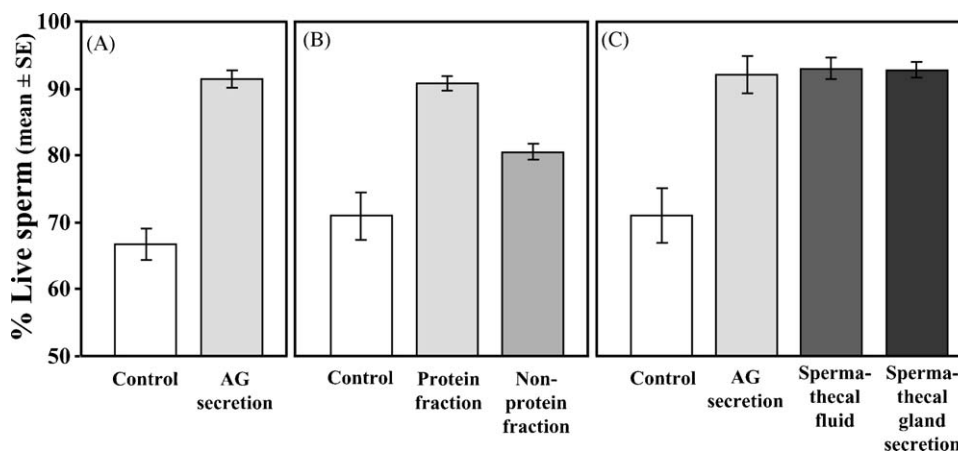 % Live sperm (mean ± SE)
100
90
80
70
60
50
(A)
Control
AG
secretion
(B)
Control
Protein
fraction
Non-
protein
fraction
(C)
Control
AG
secretion
Sperma-
thecal
fluid
Sperma-
thecal
gland
secretion